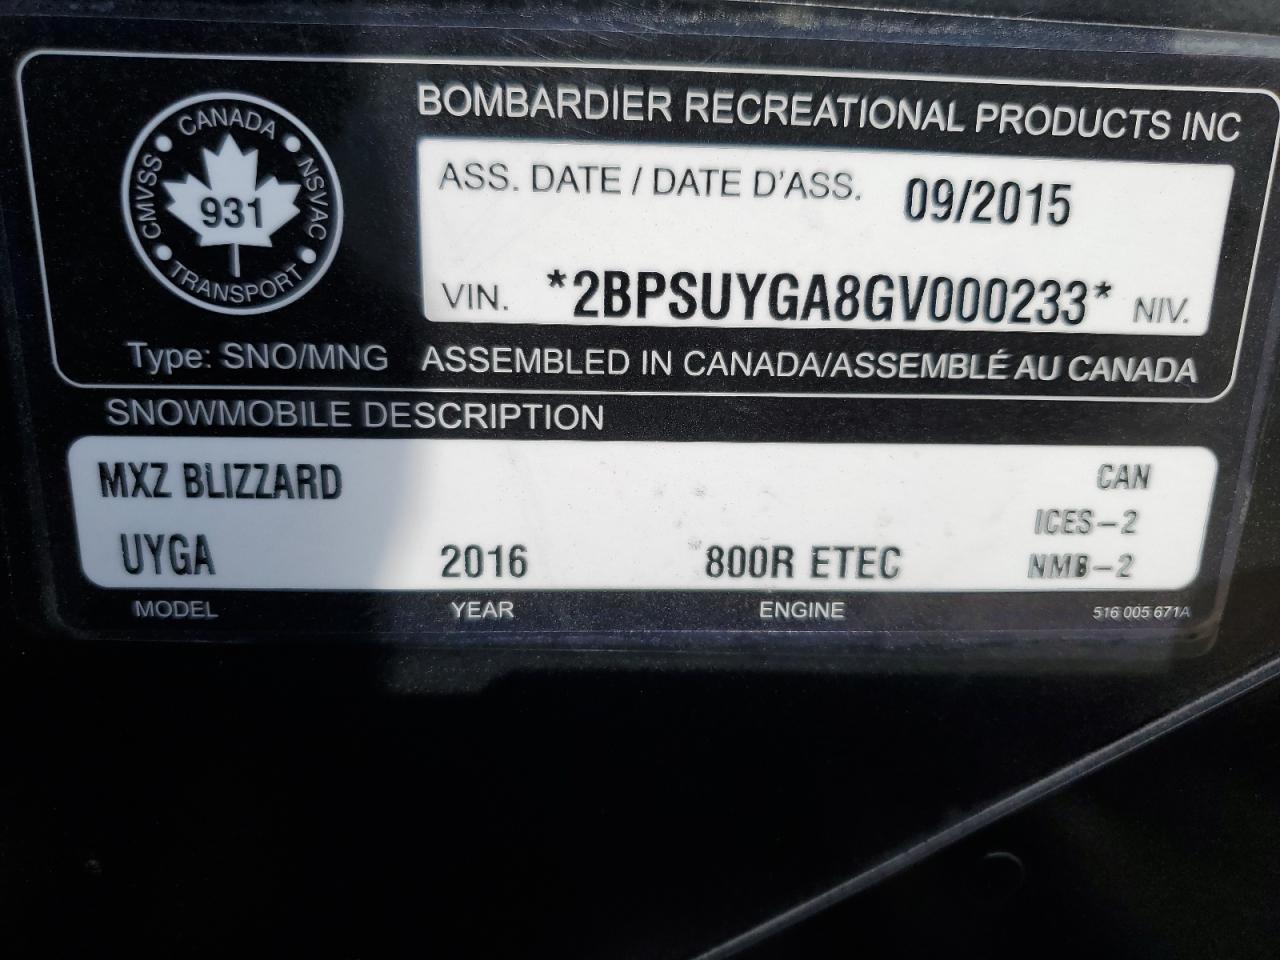 BOMBARDIER RECREATIONAL PRODUCTS INC
CANADA
CMVSS
NSVAC
931
TRANSPORT
ASS. DATE / DATE D'ASS. 09/2015
VIN. *2BPSUYGA8GV000233* NIV.
Type: SNO/MNG ASSEMBLED IN CANADA/ASSEMBLÉ AU CANADA
SNOWMOBILE DESCRIPTION
MXZ BLIZZARD CAN
ICES-2
UYGA 2016 800R ETEC NMB-2
MODEL YEAR ENGINE 516 005 671A